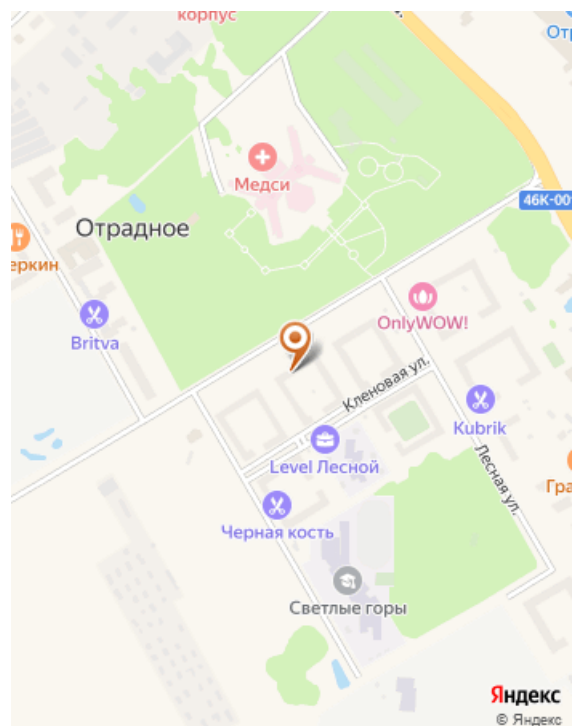 корпус
Отр
Медси
46К-00
Отрадное
еркин
OnlyWOW!
Britva
Кленовая ул.
Kubrik
Level Лесной
Лесная ул.
Гра
Черная кость
Светлые горы
Яндекс
© Яндекс